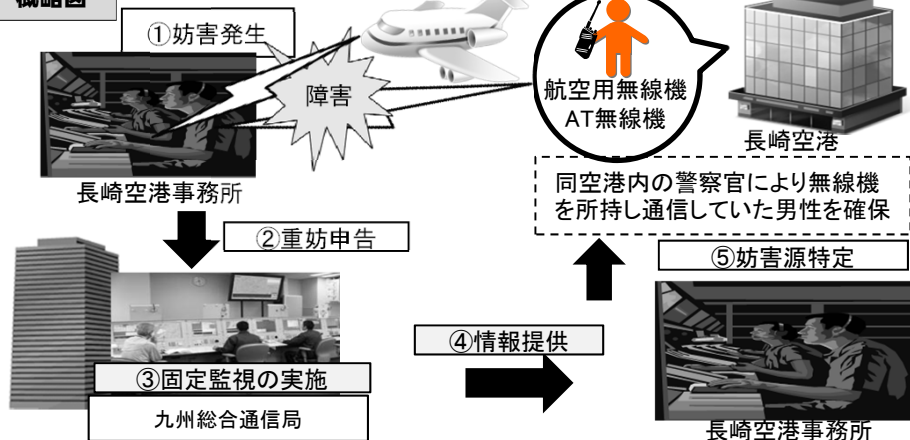 概略図
①妨害発生
障害
航空用無線機
AT無線機
長崎空港
長崎空港事務所
同空港内の警察官により無線機
を所持し通信していた男性を確保
②重妨申告
⑤妨害源特定
④情報提供
③固定監視の実施
九州総合通信局
長崎空港事務所